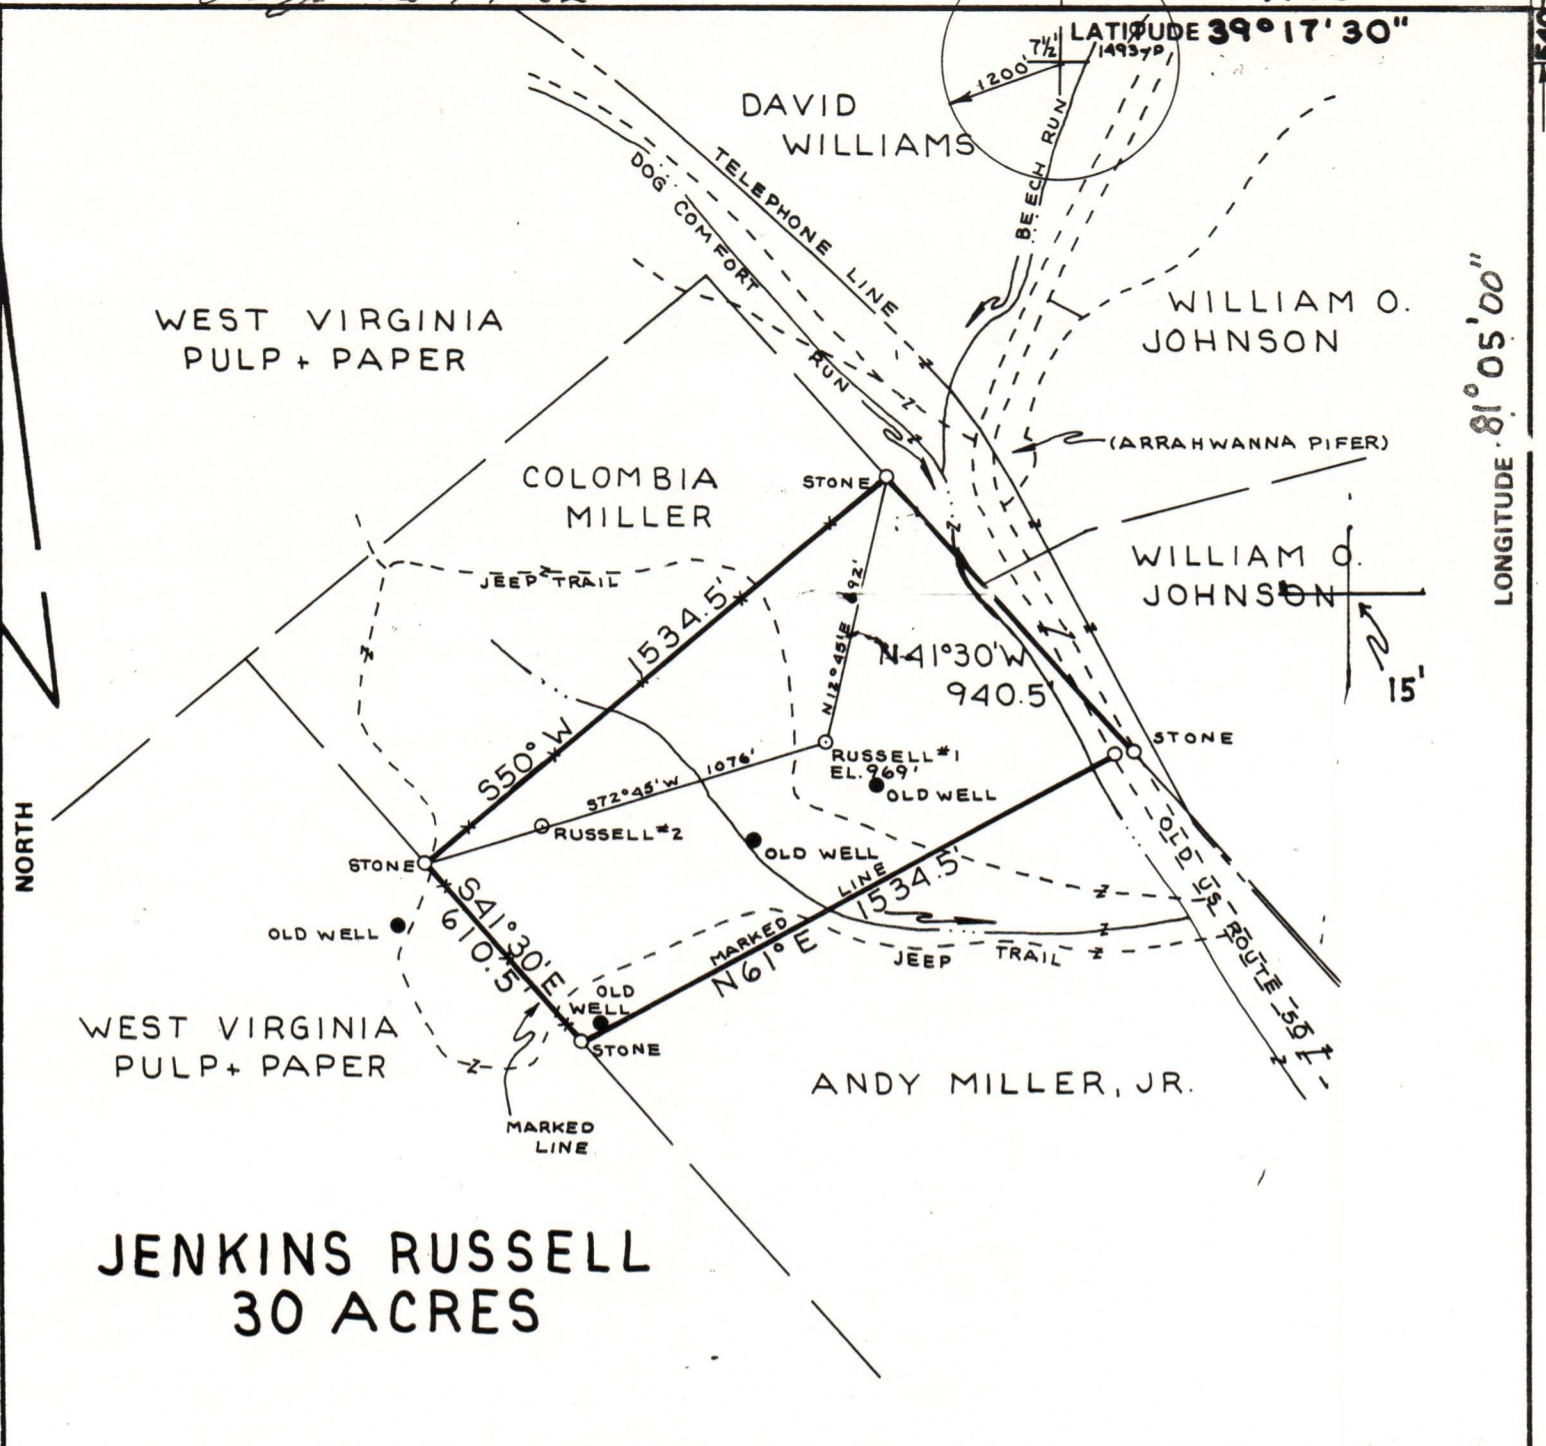 LATITUDE 39°17'30"
7½'
1200'
DAVID
WILLIAMS
BEECH RUN
TELEPHONE LINE
DOG COMFORT RUN
WEST VIRGINIA
PULP + PAPER
WILLIAM O.
JOHNSON
LONGITUDE 81°05'00"
(ARRAHWANNA PIFER)
COLOMBIA
MILLER
STONE
WILLIAM O.
JOHNSON
15'
JEEP TRAIL
S50° W 1534.5'
N12°45'E 692'
N41°30'W
940.5'
STONE
RUSSELL #1
EL. 969'
OLD WELL
S72°45'W 1076'
RUSSELL #2
OLD WELL
NORTH
STONE
S41°30'E
610.5'
OLD WELL
MARKED LINE
N61° E 1534.5'
JEEP TRAIL
OLD US. ROUTE 50
OLD
WELL
STONE
WEST VIRGINIA
PULP + PAPER
ANDY MILLER, JR.
MARKED
LINE
JENKINS RUSSELL
30 ACRES